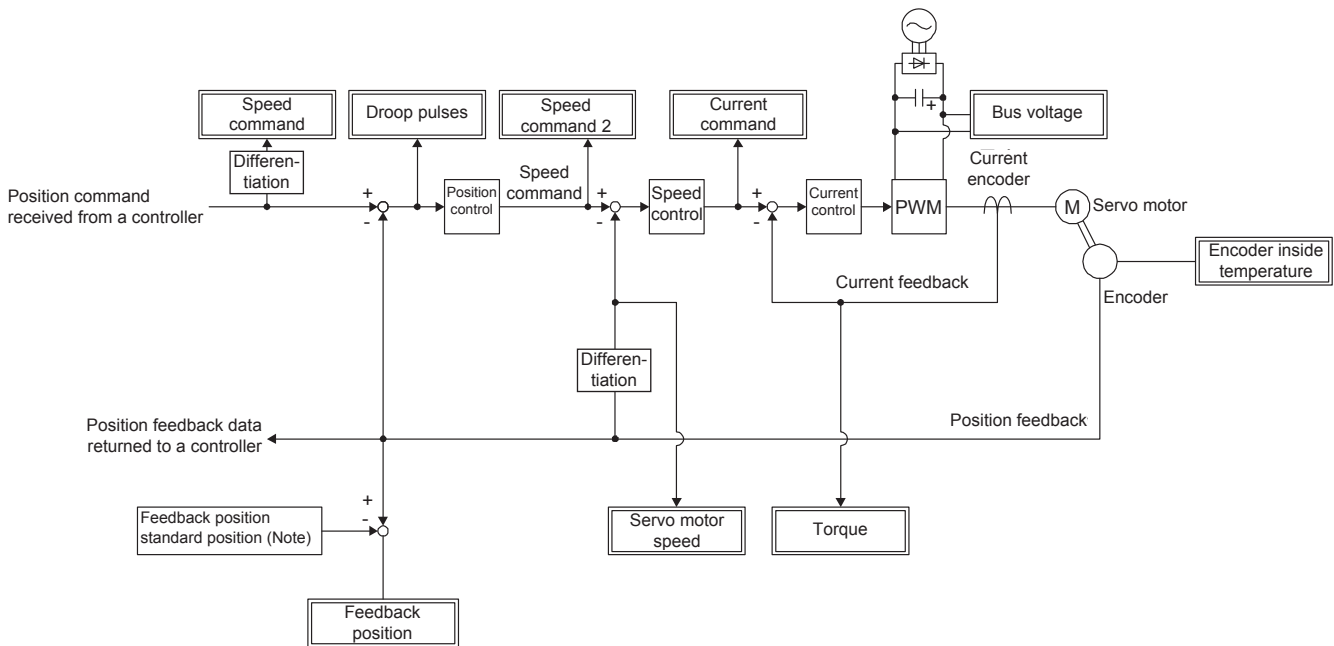 Speed
command
Droop pulses
Speed
command 2
Current
command
+
Bus voltage
Differen-
tiation
Position command
received from a controller
+
-
Position
control
Speed
command
+
-
Speed
control
+
-
Current
control
PWM
Current
encoder
M
Servo motor
Encoder inside
temperature
Encoder
Current feedback
Differen-
tiation
Position feedback
Position feedback data
returned to a controller
+
-
Feedback position
standard position (Note)
Servo motor
speed
Torque
Feedback
position